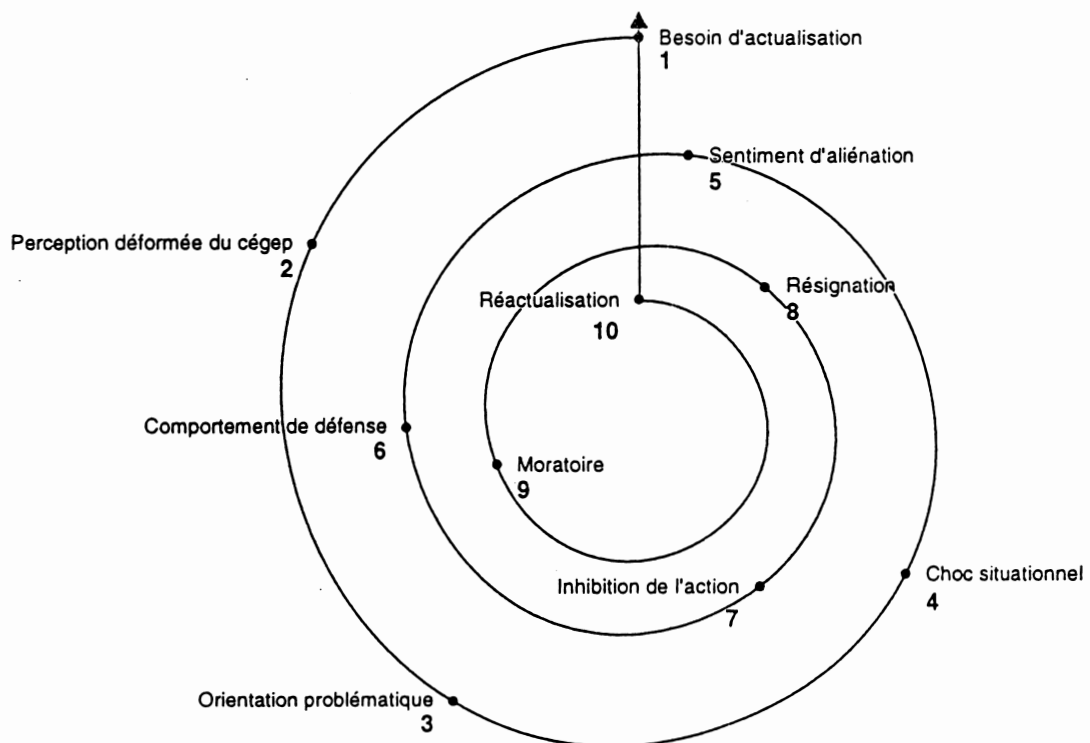 Besoin d'actualisation
1
Sentiment d'aliénation
5
Perception déformée du cégep
2
Résignation
8
Réactualisation
10
Comportement de défense
6
Moratoire
9
Choc situationnel
4
Inhibition de l'action
7
Orientation problématique
3